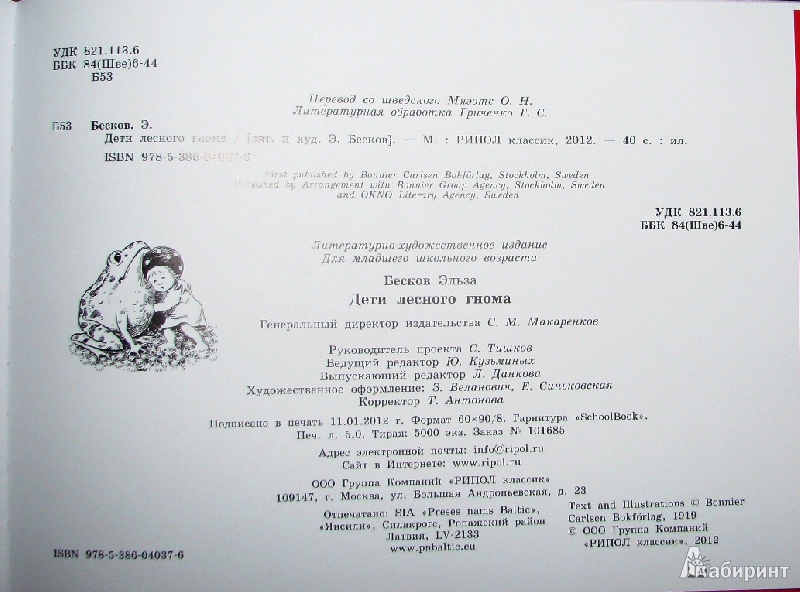 УДК 821.113.6
ББК 84(Шве)6-44
Б53
Перевод со шведского Мяэотс О. Н.
Литературная обработка Гриченко Г. С.
Б53 Бесков, Э.
Дети лесного гнома / [авт. и худ. Э. Бесков]. — М. : РИПОЛ классик, 2012. — 40 с. : ил.
ISBN 978-5-386-04037-6
First published by Bonnier Carlsen Bokförlag, Stockholm, Sweden
Published by Arrangement with Bonnier Group Agency, Stockholm, Sweden
and OKNO Literary Agency, Sweden
УДК 821.113.6
ББК 84(Шве)6-44
Литературно-художественное издание
Для младшего школьного возраста
Бесков Эльза
Дети лесного гнома
Генеральный директор издательства С. М. Макаренков
Руководитель проекта С. Тишков
Ведущий редактор Ю. Кузьминых
Выпускающий редактор Л. Данкова
Художественное оформление: З. Веланович, Е.
Корректор Т. Антонова
Подписано в печать 11.01.2012 г. Формат 60×90/8. Гарнитура «SchoolBook».
Печ. л. 5,0. Тираж 5000 экз. Заказ № 101685
Адрес электронной почты: info@ripol.ru
Сайт в Интернете: www.ripol.ru
ООО Группа Компаний «РИПОЛ классик»
109147, г. Москва, ул. Большая Андроньевская, д. 23
Отпечатано: SIA «Preses nams Baltic»,
«Янсили», Силакрогс, Ропажский район
Латвия, LV-2133
www.pnbaltic.eu
Text and Illustrations © Bonnier
Carlsen Bokförlag, 1919
© ООО Группа Компаний
«РИПОЛ классик», 2012
ISBN 978-5-386-04037-6
Лабиринт